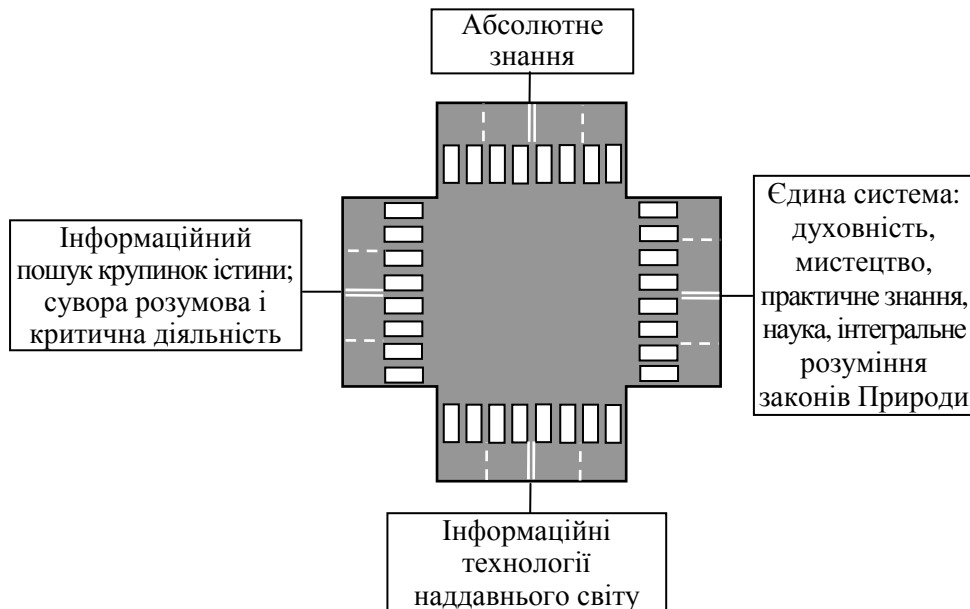 Абсолютне
знання
Інформаційний
пошук крупинок істини;
сувора розумова і
критична діяльність
Єдина система:
духовність,
мистецтво,
практичне знання,
наука, інтегральне
розуміння
законів Природи
Інформаційні
технології
наддавнього світу